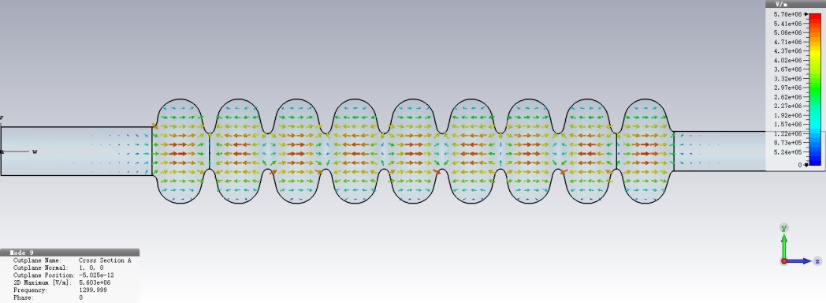 V/m
5.76e+06
5.41e+06
5.06e+06
4.71e+06
4.37e+06
4.02e+06
3.67e+06
3.32e+06
2.97e+06
2.62e+06
2.27e+06
1.92e+06
1.57e+06
1.22e+06
8.73e+05
5.24e+05
0
w
y
z
Mode 9
Cutplane Name: Cross Section A
Cutplane Normal: 1, 0, 0
Cutplane Position: -5.025e-12
2D Maximum [V/m]: 5.603e+06
Frequency: 1299.999
Phase: 0